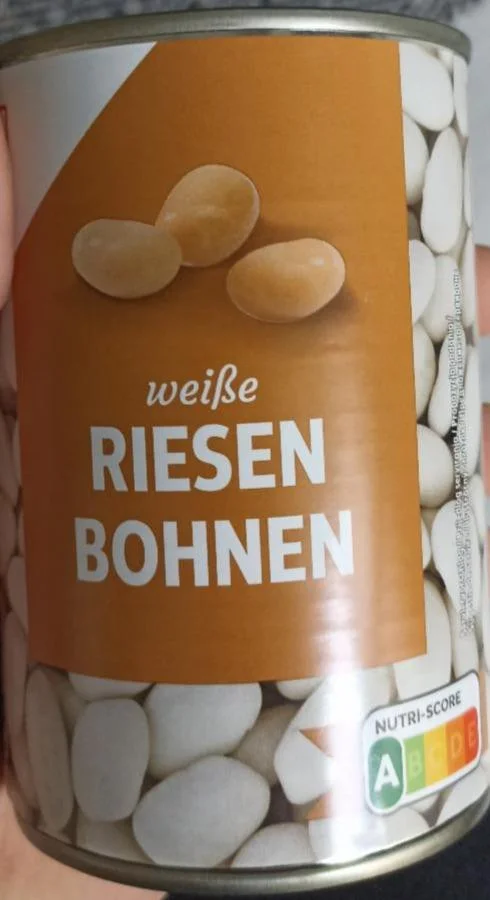 weiße
RIESEN
BOHNEN
NUTRI-SCORE
A B C D E